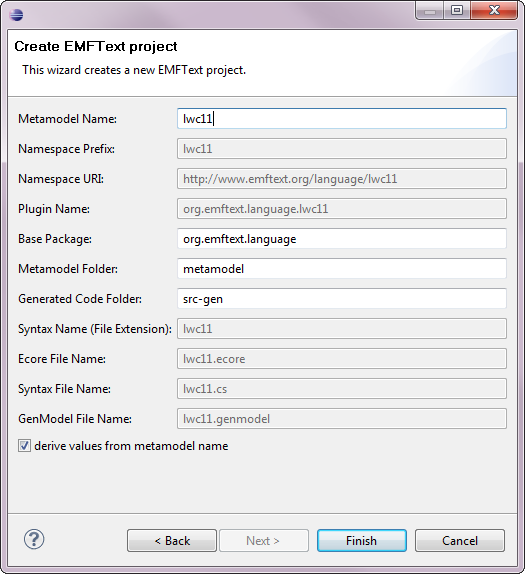 Create EMFText project
This wizard creates a new EMFText project.
Metamodel Name: lwc11
Namespace Prefix: lwc11
Namespace URI: http://www.emftext.org/language/lwc11
Plugin Name: org.emftext.language.lwc11
Base Package: org.emftext.language
Metamodel Folder: metamodel
Generated Code Folder: src-gen
Syntax Name (File Extension): lwc11
Ecore File Name: lwc11.ecore
Syntax File Name: lwc11.cs
GenModel File Name: lwc11.genmodel
derive values from metamodel name
? < Back Next > Finish Cancel